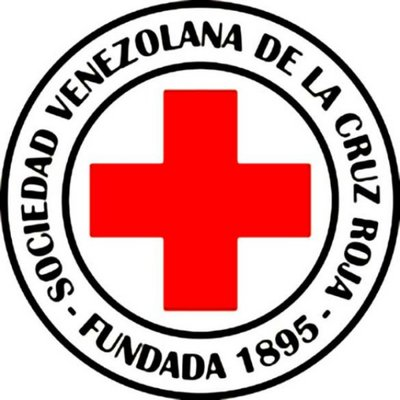 SOCIEDAD VENEZOLANA DE LA CRUZ ROJA
- FUNDADA 1895 -